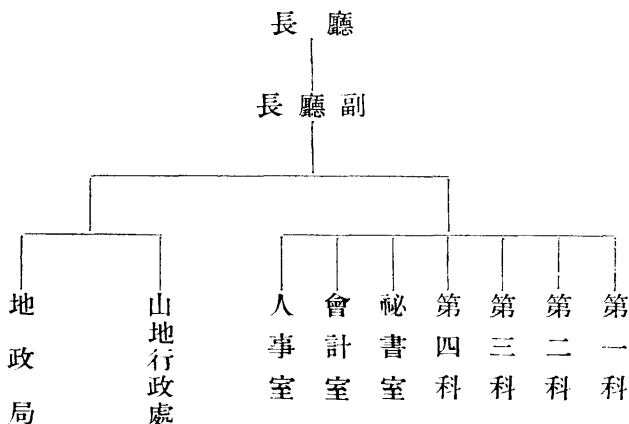 廳長
副廳長
第一科
第二科
第三科
第四科
祕書室
會計室
人事室
山地行政處
地政局